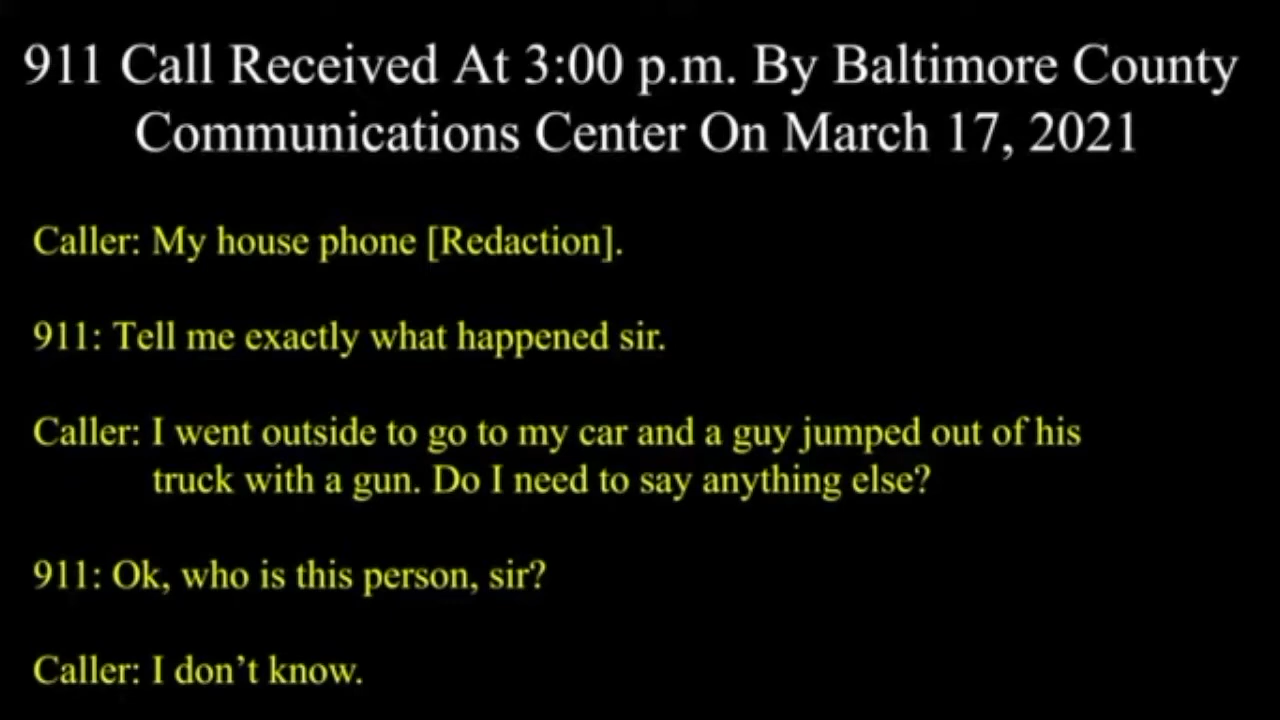 911 Call Received At 3:00 p.m. By Baltimore County
Communications Center On March 17, 2021
Caller: My house phone [Redaction].
911: Tell me exactly what happened sir.
Caller: I went outside to go to my car and a guy jumped out of his
truck with a gun. Do I need to say anything else?
911: Ok, who is this person, sir?
Caller: I don’t know.